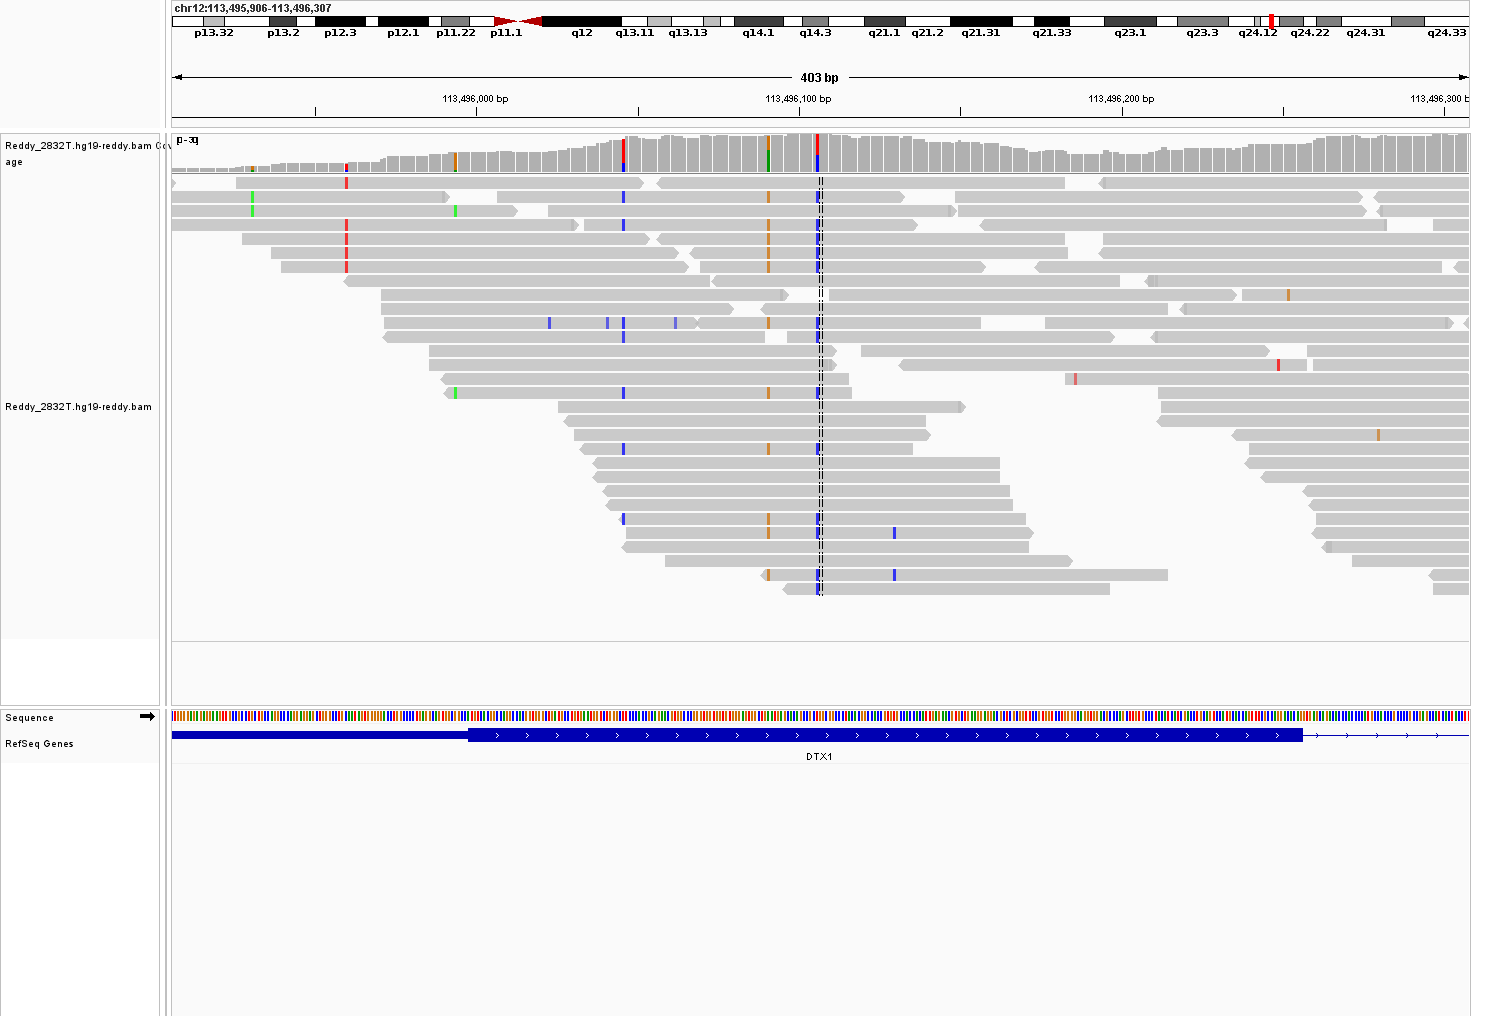 chr12:113,495,906-113,496,307
p13.32 p13.2 p12.3 p12.1 p11.22 p11.1 q12 q13.11 q13.13 q14.1 q14.3 q21.1 q21.2 q21.31 q21.33 q23.1 q23.3 q24.12 q24.22 q24.31 q24.33
403 bp
113,496,000 bp 113,496,100 bp 113,496,200 bp 113,496,300 b
Reddy_2832T.hg19-reddy.bam Cov
age
Reddy_2832T.hg19-reddy.bam
Sequence
RefSeq Genes
DTX1